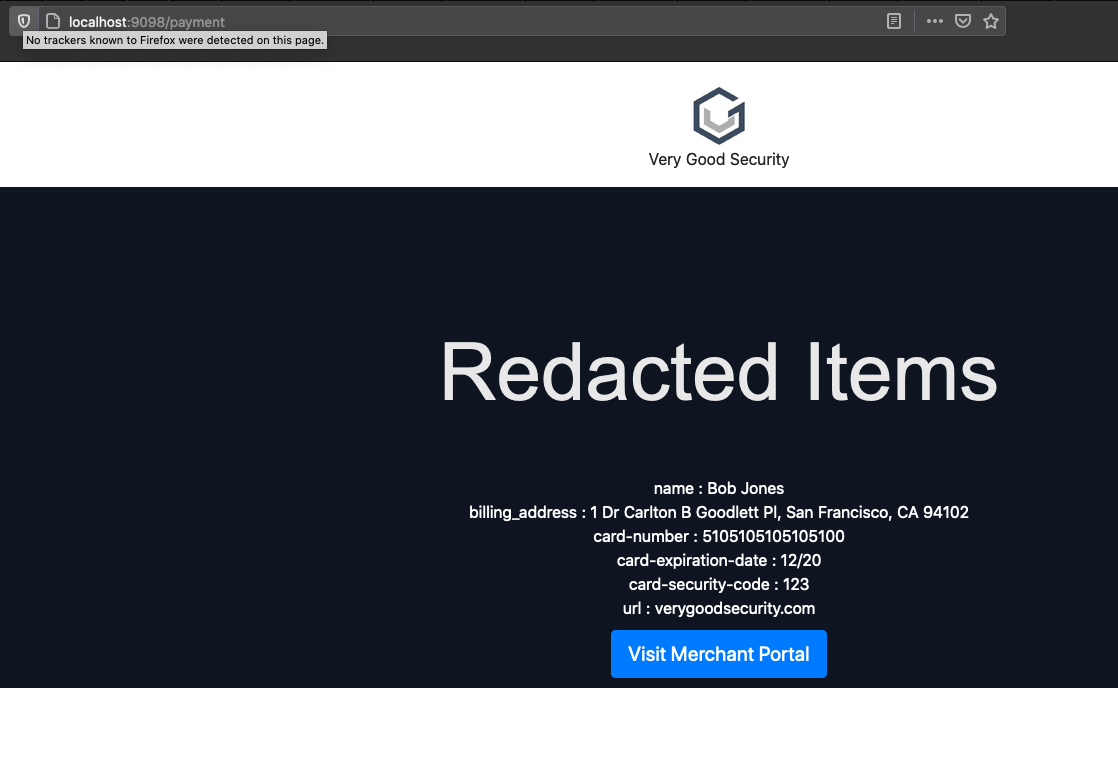 localhost:9098/payment
No trackers known to Firefox were detected on this page.
Very Good Security
Redacted Items
name : Bob Jones
billing_address : 1 Dr Carlton B Goodlett Pl, San Francisco, CA 94102
card-number : 5105105105105100
card-expiration-date : 12/20
card-security-code : 123
url : verygoodsecurity.com
Visit Merchant Portal